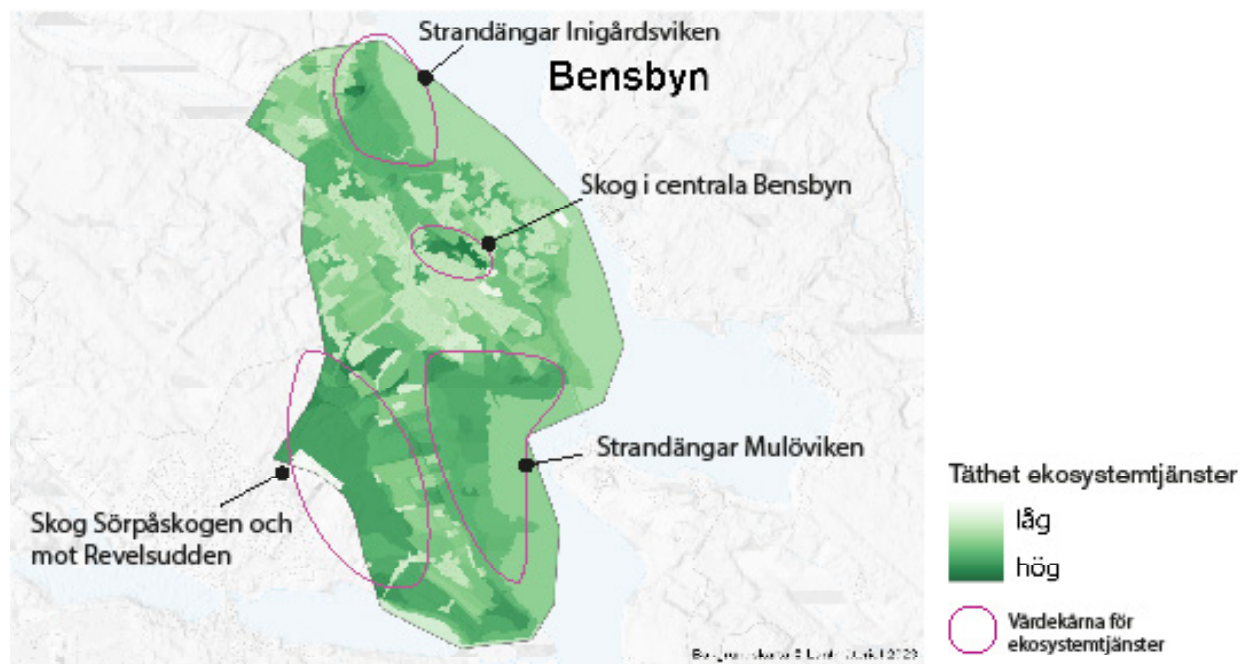 Strandängar Inigårdsviken
Bensbyn
Skog i centrala Bensbyn
Strandängar Mulöviken
Skog Sörpåskogen och
mot Revelsudden
Täthet ekosystemtjänster
låg
hög
Värdekärna för
ekosystemtjänster